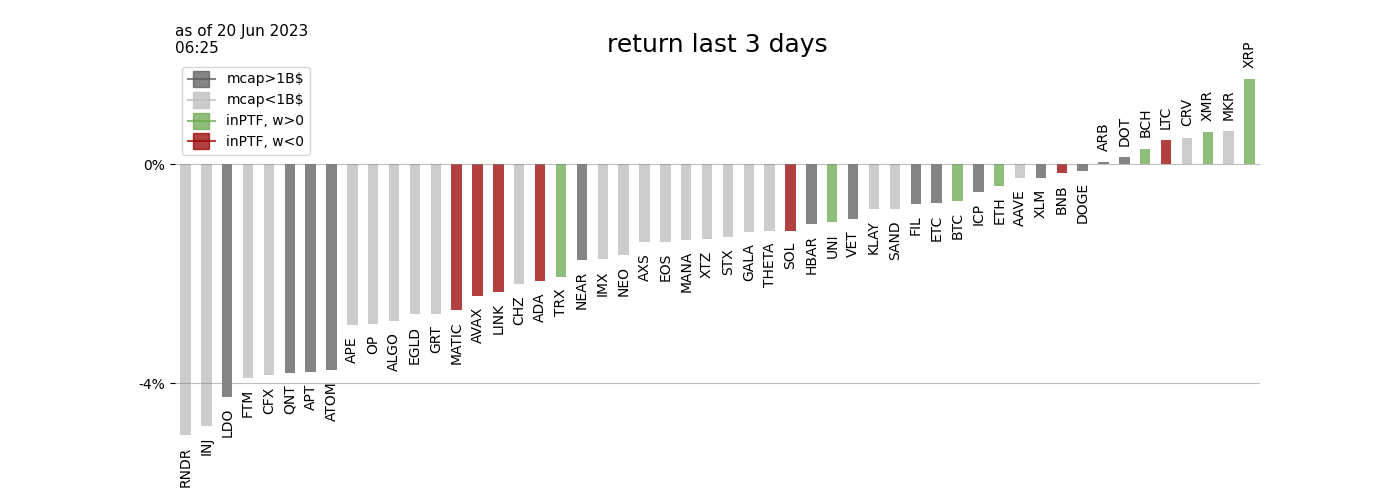 as of 20 Jun 2023
06:25
return last 3 days
mcap>1B$
mcap<1B$
inPTF, w>0
inPTF, w<0
0%
-4%
RNDR
INJ
LDO
FTM
CFX
QNT
APT
ATOM
APE
OP
ALGO
EGLD
GRT
MATIC
AVAX
LINK
CHZ
ADA
TRX
NEAR
IMX
NEO
AXS
EOS
MANA
XTZ
STX
GALA
THETA
SOL
HBAR
UNI
VET
KLAY
SAND
FIL
ETC
BTC
ICP
ETH
AAVE
XLM
BNB
DOGE
ARB
DOT
BCH
LTC
CRV
XMR
MKR
XRP